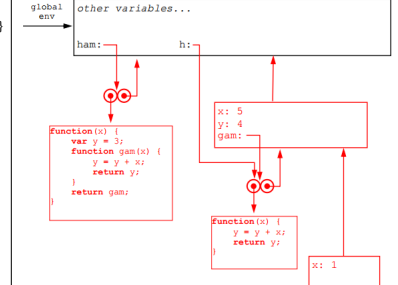 global
env
other variables...
}
ham:
h:
function(x) {
var y = 3;
function gam(x) {
y = y + x;
return y;
}
return gam;
}
x: 5
y: 4
gam:
function(x) {
y = y + x;
return y;
}
x: 1